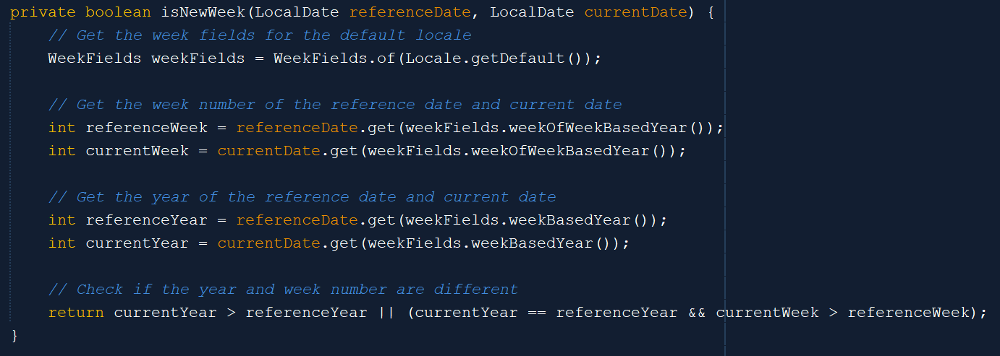 private boolean isNewWeek(LocalDate referenceDate, LocalDate currentDate) {
// Get the week fields for the default locale
WeekFields weekFields = WeekFields.of(Locale.getDefault());
// Get the week number of the reference date and current date
int referenceWeek = referenceDate.get(weekFields.weekOfWeekBasedYear());
int currentWeek = currentDate.get(weekFields.weekOfWeekBasedYear());
// Get the year of the reference date and current date
int referenceYear = referenceDate.get(weekFields.weekBasedYear());
int currentYear = currentDate.get(weekFields.weekBasedYear());
// Check if the year and week number are different
return currentYear > referenceYear || (currentYear == referenceYear && currentWeek > referenceWeek);
}